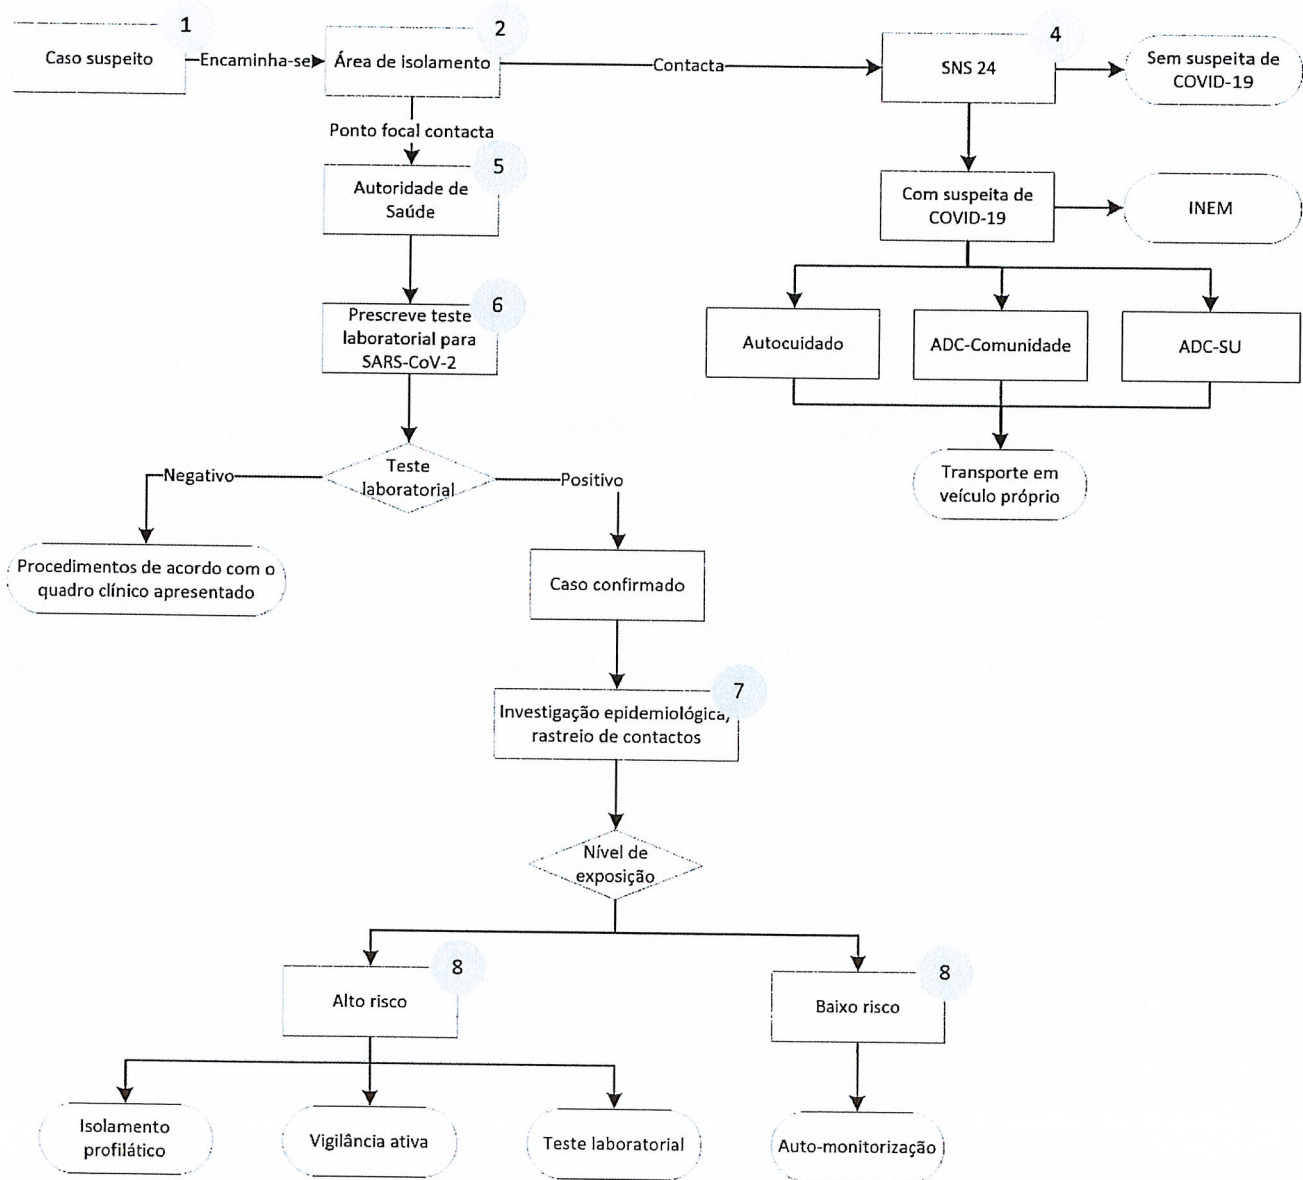 1
Caso suspeito
Encaminha-se
2
Área de isolamento
Contacta
4
SNS 24
Sem suspeita de
COVID-19
Ponto focal contacta
5
Autoridade de
Saúde
Com suspeita de
COVID-19
INEM
6
Prescreve teste
laboratorial para
SARS-CoV-2
Autocuidado
ADC-Comunidade
ADC-SU
Transporte em
veículo próprio
Teste
laboratorial
Negativo
Positivo
Procedimentos de acordo com o
quadro clínico apresentado
Caso confirmado
7
Investigação epidemiológica,
rastreio de contactos
Nível de
exposição
8
Alto risco
8
Baixo risco
Isolamento
profilático
Vigilância ativa
Teste laboratorial
Auto-monitorização